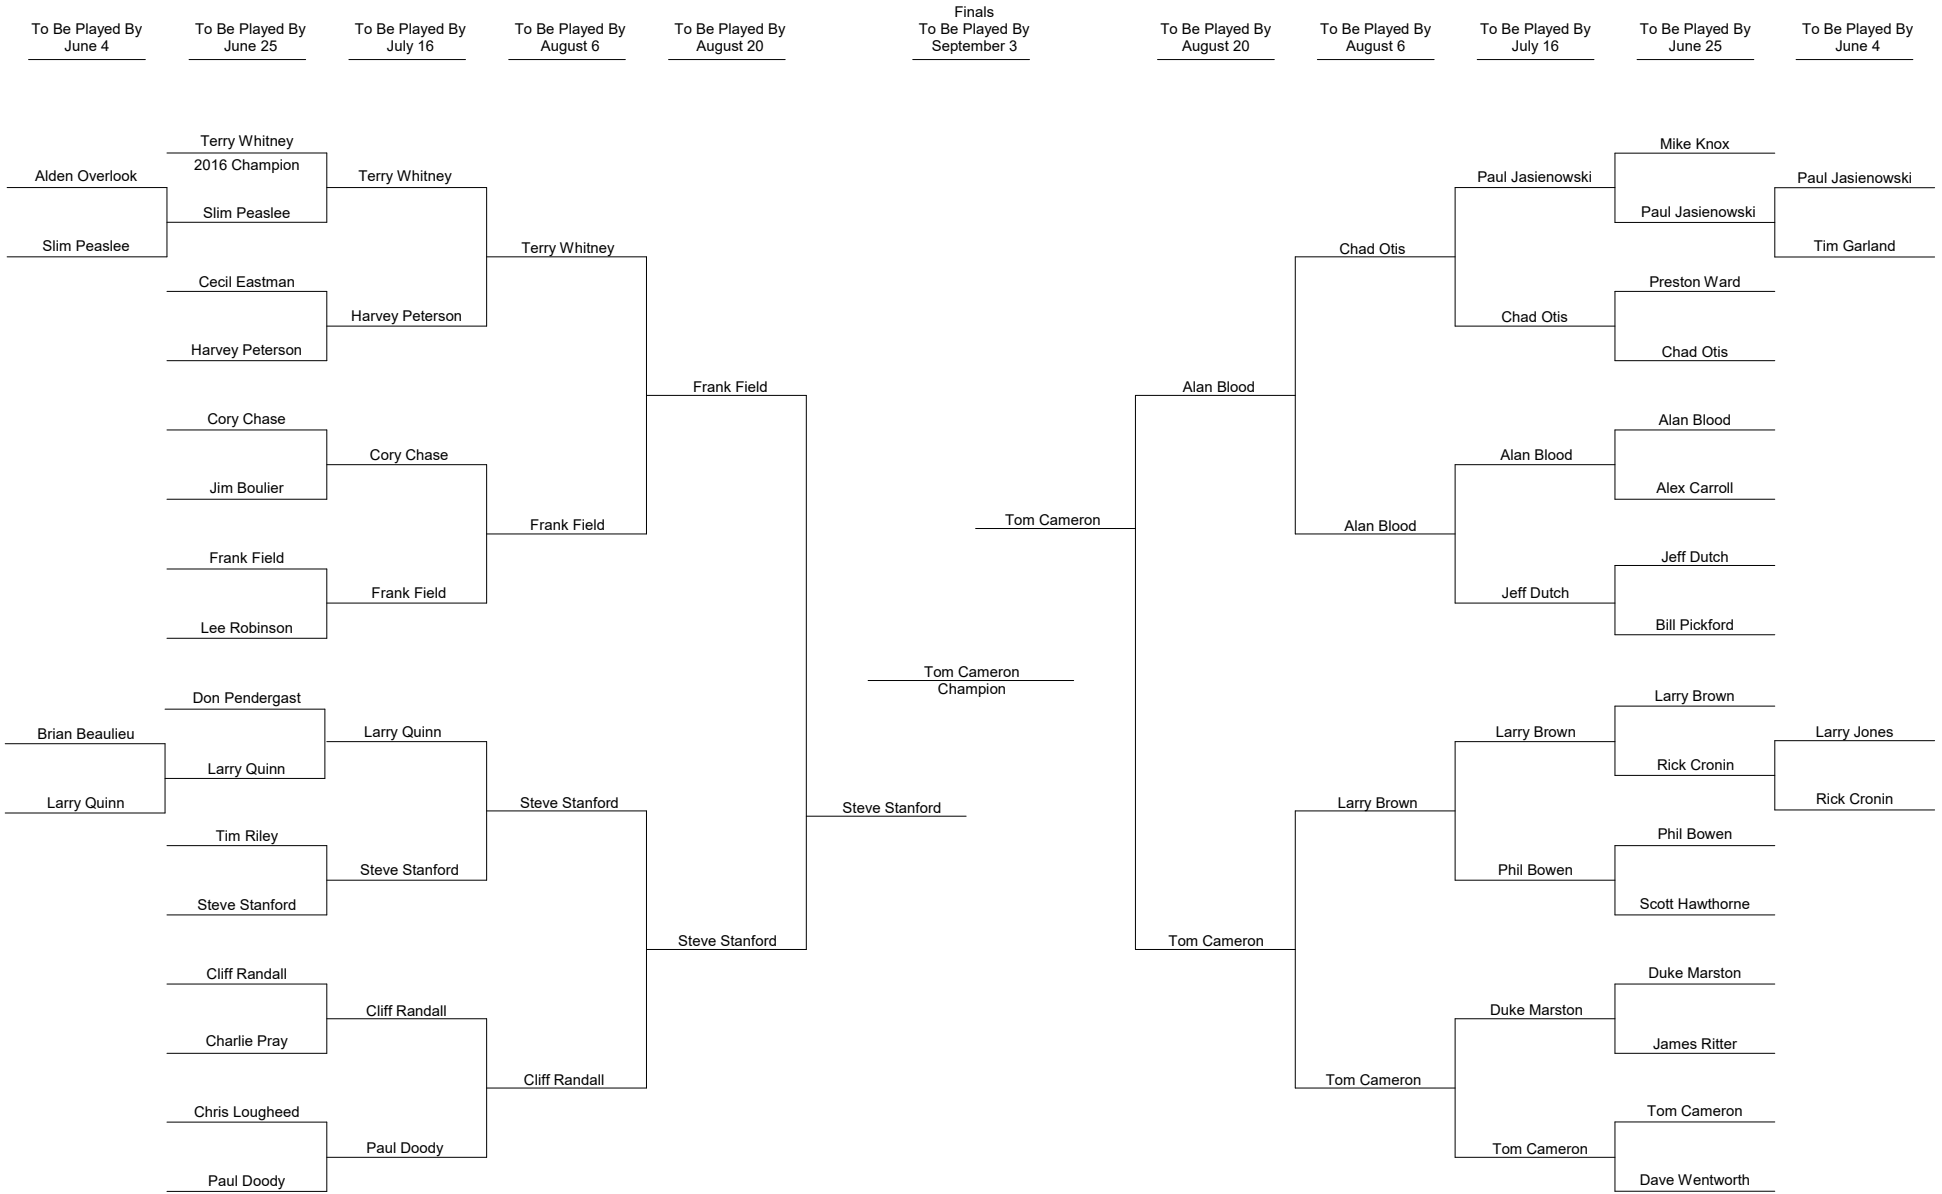 To Be Played By
June 4
To Be Played By
June 25
To Be Played By
July 16
To Be Played By
August 6
To Be Played By
August 20
Finals
To Be Played By
September 3
To Be Played By
August 20
To Be Played By
August 6
To Be Played By
July 16
To Be Played By
June 25
To Be Played By
June 4
Alden Overlook
Slim Peaslee
Brian Beaulieu
Larry Quinn
Terry Whitney
2016 Champion
Slim Peaslee
Cecil Eastman
Harvey Peterson
Cory Chase
Jim Boulier
Frank Field
Lee Robinson
Don Pendergast
Larry Quinn
Tim Riley
Steve Stanford
Cliff Randall
Charlie Pray
Chris Lougheed
Paul Doody
Terry Whitney
Harvey Peterson
Cory Chase
Frank Field
Larry Quinn
Steve Stanford
Cliff Randall
Paul Doody
Terry Whitney
Frank Field
Steve Stanford
Cliff Randall
Frank Field
Steve Stanford
Steve Stanford
Tom Cameron
Champion
Tom Cameron
Alan Blood
Tom Cameron
Chad Otis
Alan Blood
Larry Brown
Tom Cameron
Paul Jasienowski
Chad Otis
Alan Blood
Jeff Dutch
Larry Brown
Phil Bowen
Duke Marston
Tom Cameron
Mike Knox
Paul Jasienowski
Preston Ward
Chad Otis
Alan Blood
Alex Carroll
Jeff Dutch
Bill Pickford
Larry Brown
Rick Cronin
Phil Bowen
Scott Hawthorne
Duke Marston
James Ritter
Tom Cameron
Dave Wentworth
Paul Jasienowski
Tim Garland
Larry Jones
Rick Cronin